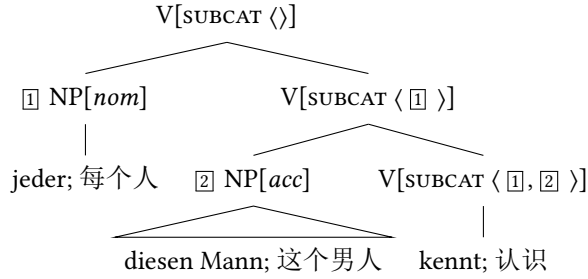 V[SUBCAT ⟨⟩]
1 NP[nom] V[SUBCAT ⟨ 1 ⟩]
jeder; 每个人 2 NP[acc] V[SUBCAT ⟨ 1 , 2 ⟩]
diesen Mann; 这个男人 kennt; 认识